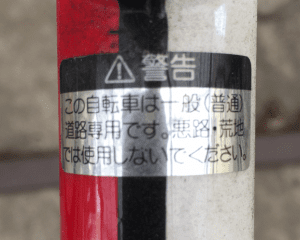 警告
この自転車は一般(普通)
道路専用です。悪路・荒地
では使用しないでください。